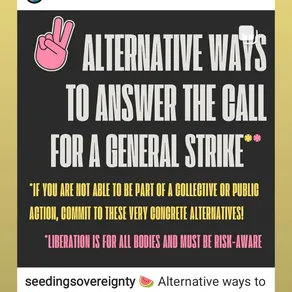 ALTERNATIVE WAYS
TO ANSWER THE CALL
FOR A GENERAL STRIKE**
*IF YOU ARE NOT ABLE TO BE PART OF A COLLECTIVE OR PUBLIC
ACTION, COMMIT TO THESE VERY CONCRETE ALTERNATIVES!
*LIBERATION IS FOR ALL BODIES AND MUST BE RISK-AWARE
seedingsovereignty 🍉 Alternative ways to